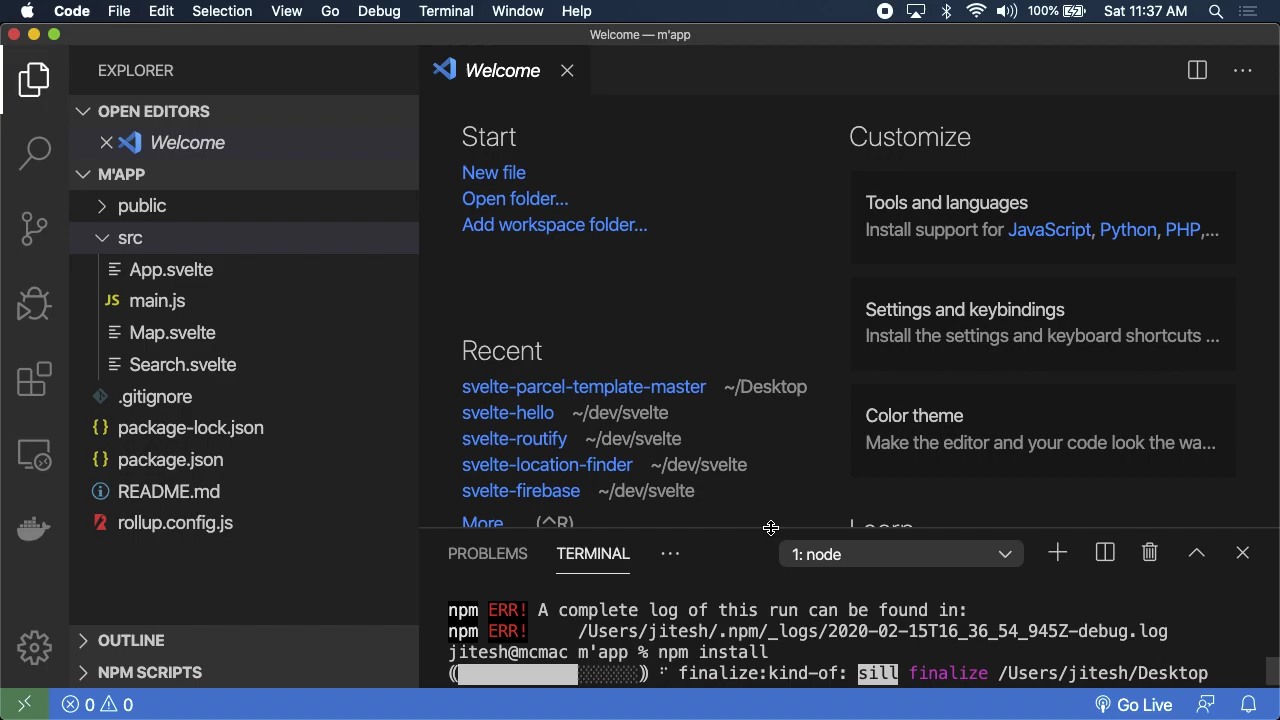 Code File Edit Selection View Go Debug Terminal Window Help 100% Sat 11:37 AM
Welcome — m'app
EXPLORER
OPEN EDITORS
Welcome
M'APP
public
src
App.svelte
JS main.js
Map.svelte
Search.svelte
.gitignore
{} package-lock.json
{} package.json
README.md
rollup.config.js
OUTLINE
NPM SCRIPTS
Welcome
Start
New file
Open folder...
Add workspace folder...
Recent
svelte-parcel-template-master ~/Desktop
svelte-hello ~/dev/svelte
svelte-routify ~/dev/svelte
svelte-location-finder ~/dev/svelte
svelte-firebase ~/dev/svelte
More... (^R)
Customize
Tools and languages
Install support for JavaScript, Python, PHP,...
Settings and keybindings
Install the settings and keyboard shortcuts ...
Color theme
Make the editor and your code look the wa...
Learn
PROBLEMS TERMINAL ... 1: node
npm ERR! A complete log of this run can be found in:
npm ERR!     /Users/jitesh/.npm/_logs/2020-02-15T16_36_54_945Z-debug.log
jitesh@mcmac m'app % npm install
finalize:kind-of: sill finalize /Users/jitesh/Desktop
0 0 Go Live